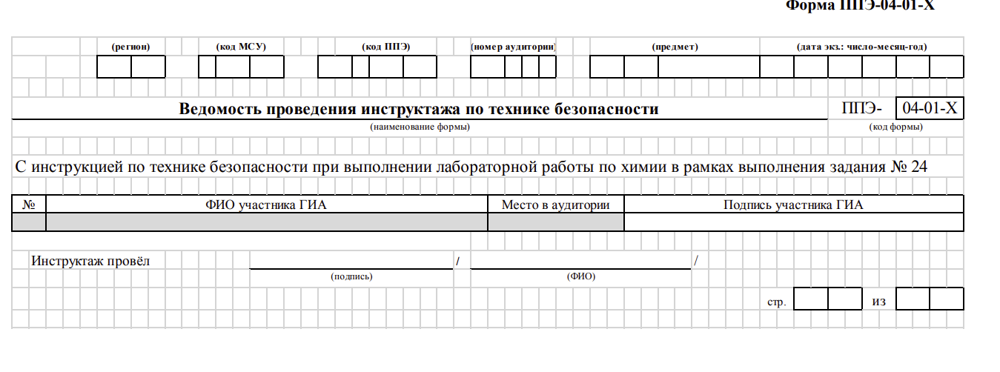 Форма ППЭ-04-01-Х
(регион) (код МСУ) (код ППЭ) (номер аудитории) (предмет) (дата экз.: число-месяц-год)
Ведомость проведения инструктажа по технике безопасности ППЭ- 04-01-Х
(наименование формы) (код формы)
С инструкцией по технике безопасности при выполнении лабораторной работы по химии в рамках выполнения задания № 24
№ ФИО участника ГИА Место в аудитории Подпись участника ГИА
Инструктаж провёл / /
(подпись) (ФИО)
стр. из